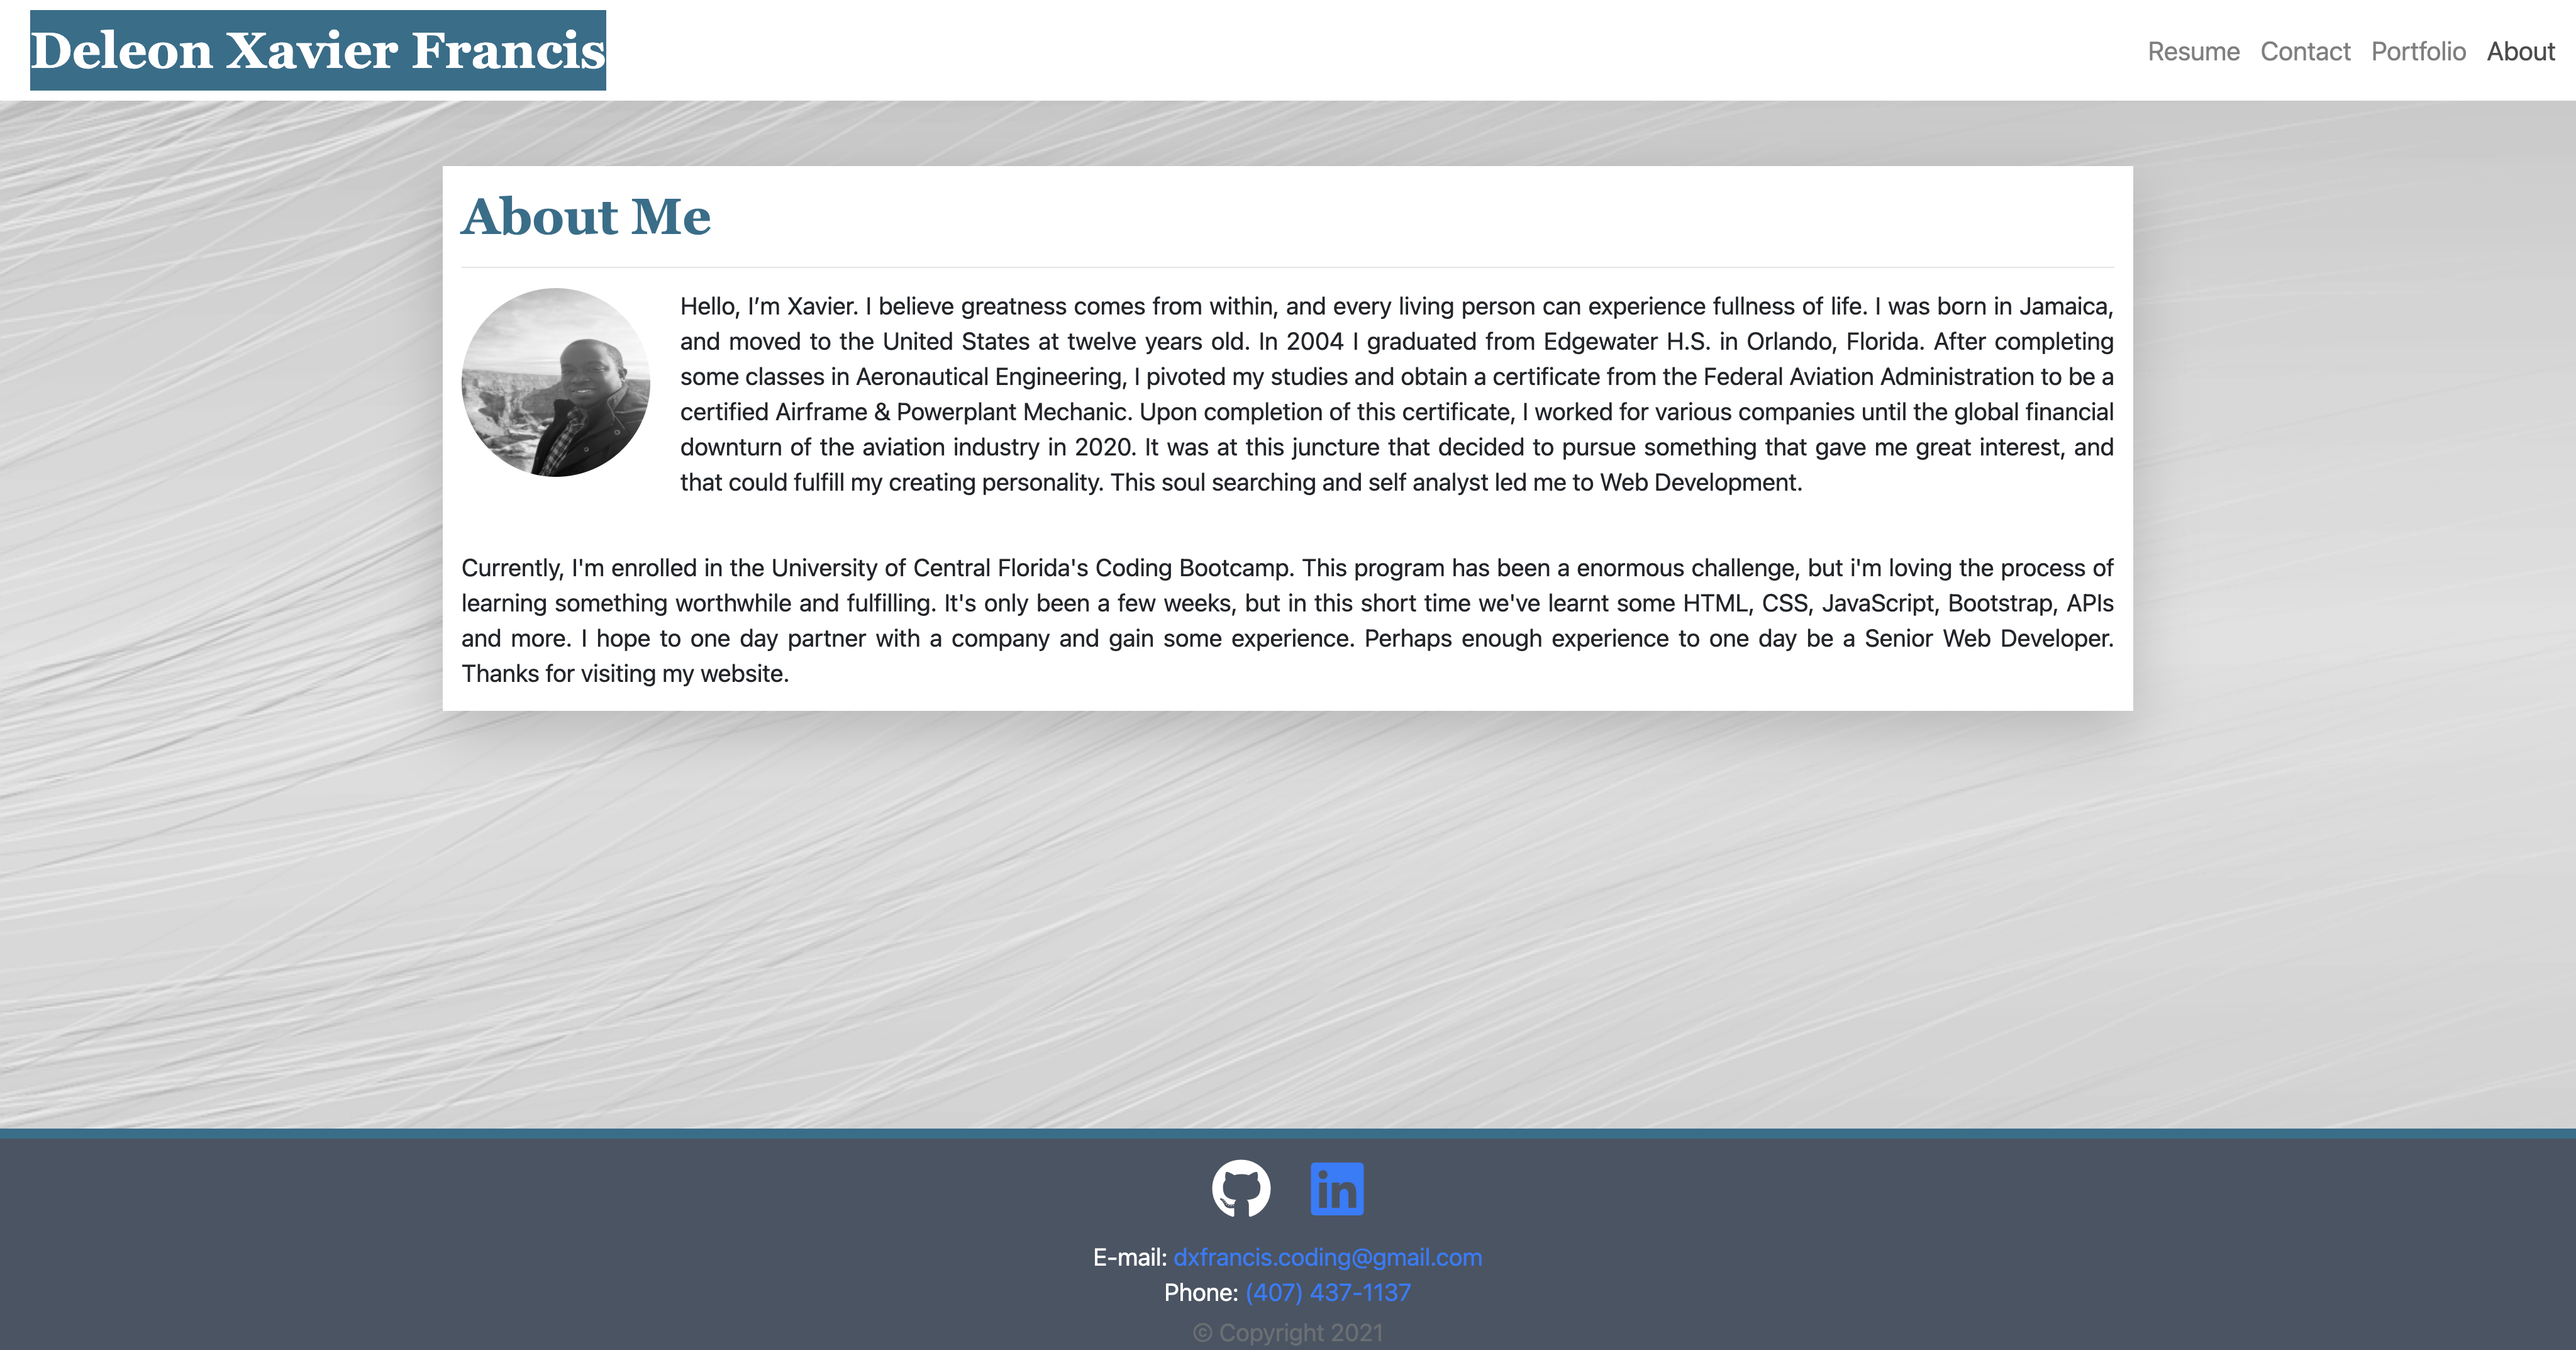 Deleon Xavier Francis
Resume Contact Portfolio About
About Me
Hello, I’m Xavier. I believe greatness comes from within, and every living person can experience fullness of life. I was born in Jamaica,
and moved to the United States at twelve years old. In 2004 I graduated from Edgewater H.S. in Orlando, Florida. After completing
some classes in Aeronautical Engineering, I pivoted my studies and obtain a certificate from the Federal Aviation Administration to be a
certified Airframe & Powerplant Mechanic. Upon completion of this certificate, I worked for various companies until the global financial
downturn of the aviation industry in 2020. It was at this juncture that decided to pursue something that gave me great interest, and
that could fulfill my creating personality. This soul searching and self analyst led me to Web Development.
Currently, I'm enrolled in the University of Central Florida's Coding Bootcamp. This program has been a enormous challenge, but i'm loving the process of
learning something worthwhile and fulfilling. It's only been a few weeks, but in this short time we've learnt some HTML, CSS, JavaScript, Bootstrap, APIs
and more. I hope to one day partner with a company and gain some experience. Perhaps enough experience to one day be a Senior Web Developer.
Thanks for visiting my website.
in
E-mail: dxfrancis.coding@gmail.com
Phone: (407) 437-1137
© Copyright 2021